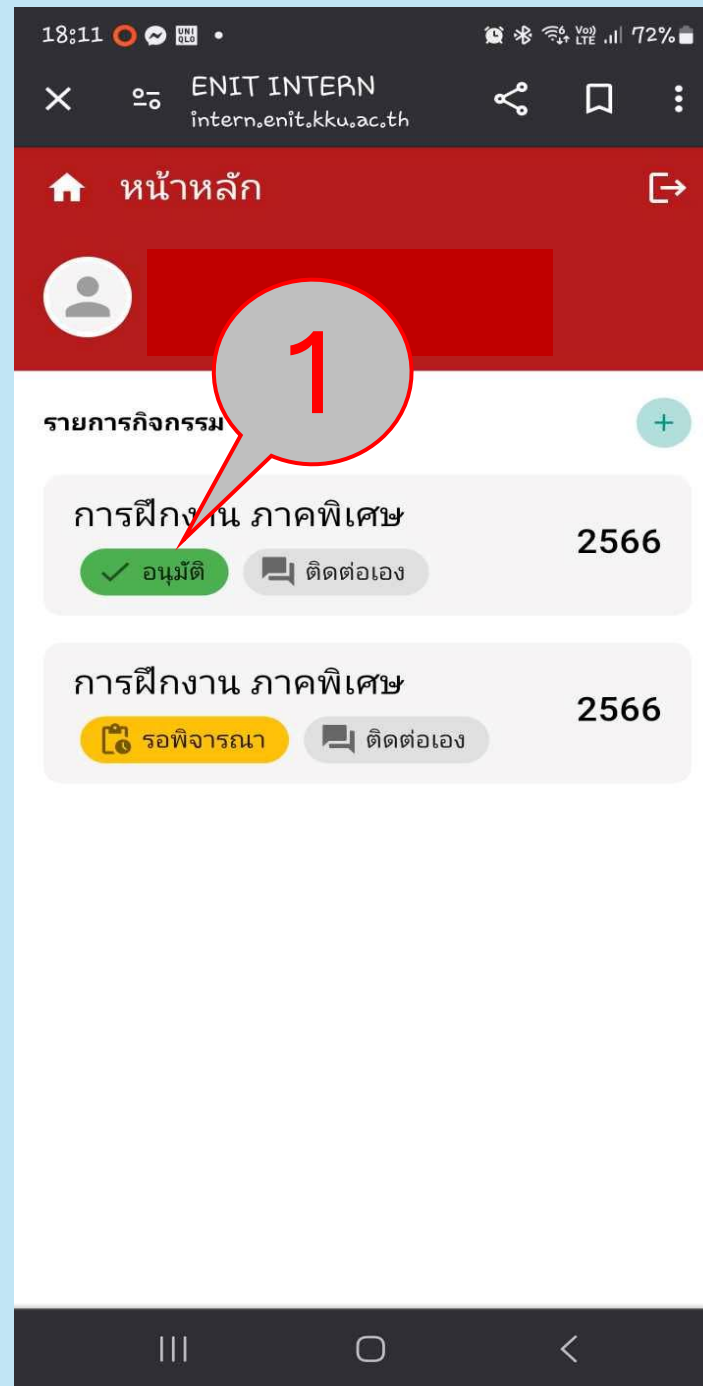 18:11 UNI QLO 72%
ENIT INTERN
intern.enit.kku.ac.th
หน้าหลัก
1
รายการกิจกรรม
การฝึกงาน ภาคพิเศษ
2566
อนุมัติ ติดต่อเอง
การฝึกงาน ภาคพิเศษ
2566
รอพิจารณา ติดต่อเอง